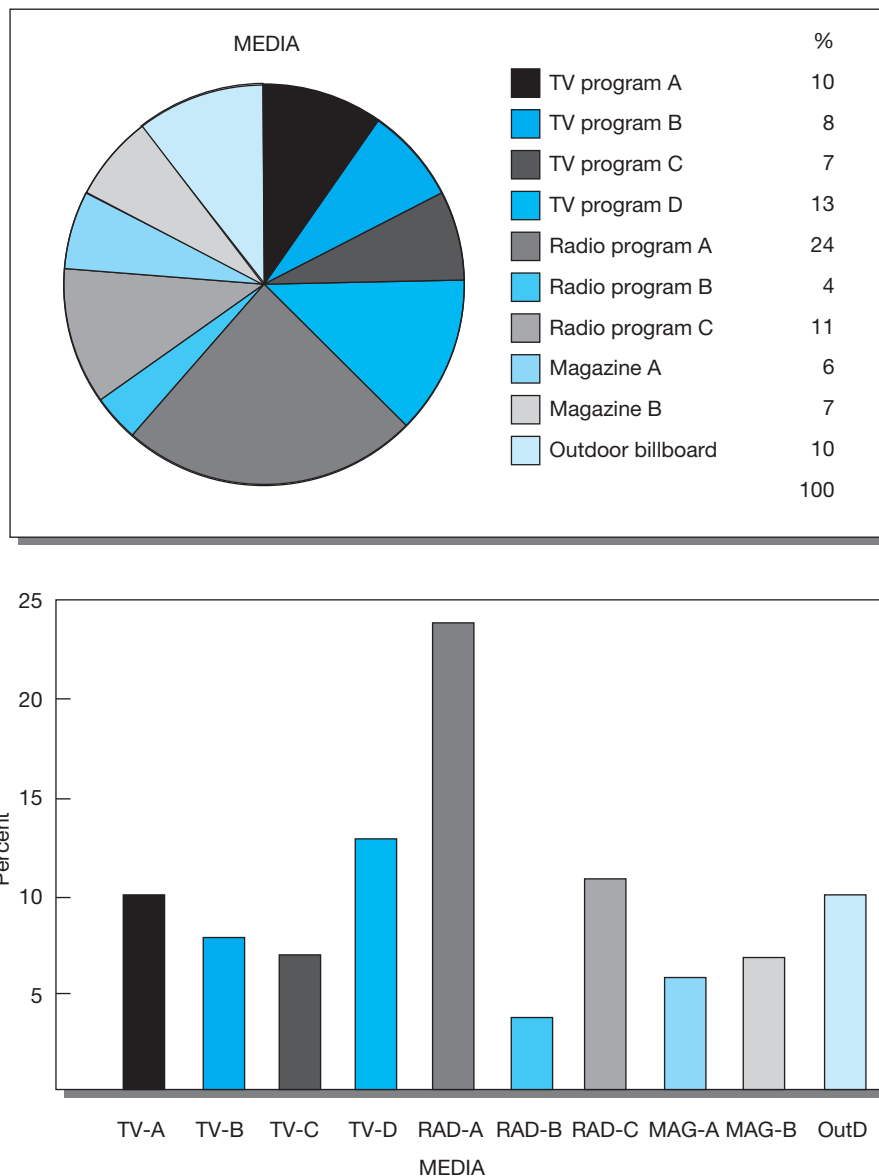 MEDIA %
TV program A 10
TV program B 8
TV program C 7
TV program D 13
Radio program A 24
Radio program B 4
Radio program C 11
Magazine A 6
Magazine B 7
Outdoor billboard 10
100
25
20
15
10
5
Percent
TV-A TV-B TV-C TV-D RAD-A RAD-B RAD-C MAG-A MAG-B OutD
MEDIA